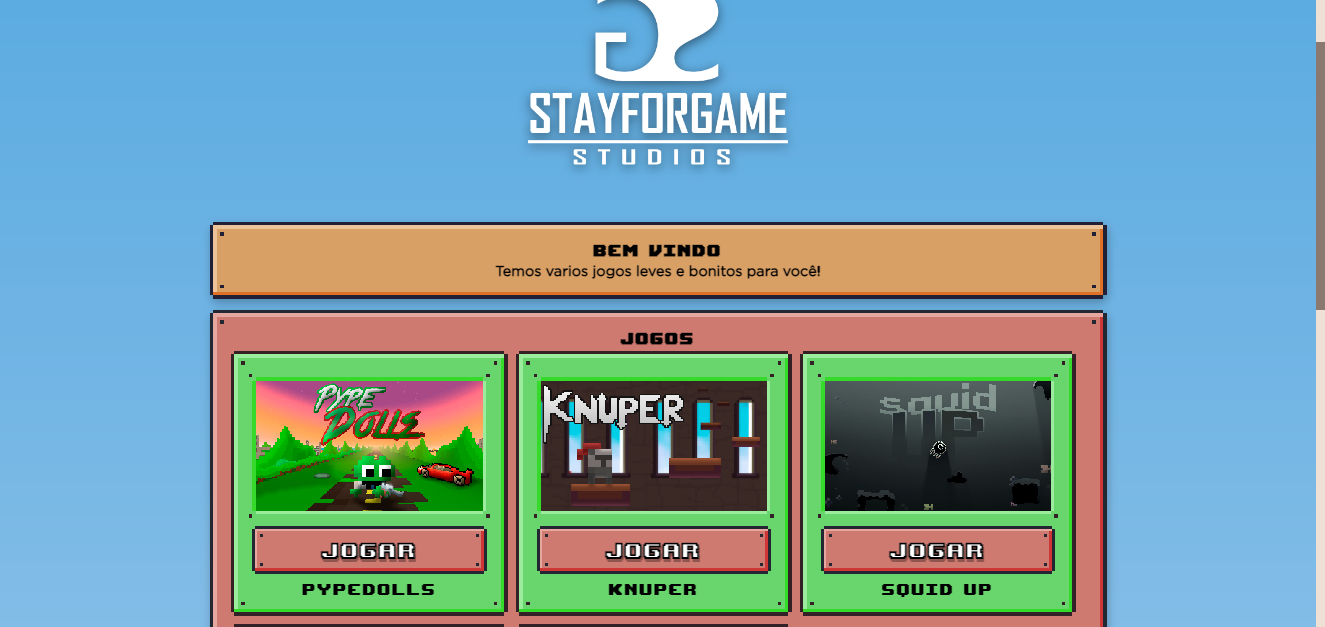 STAYFORGAME
STUDIOS
BEM VINDO
Temos varios jogos leves e bonitos para você!
JOGOS
PYPE
DOLLS
KNUPER
squid
UP
JOGAR
JOGAR
JOGAR
PYPEDOLLS
KNUPER
SQUID UP